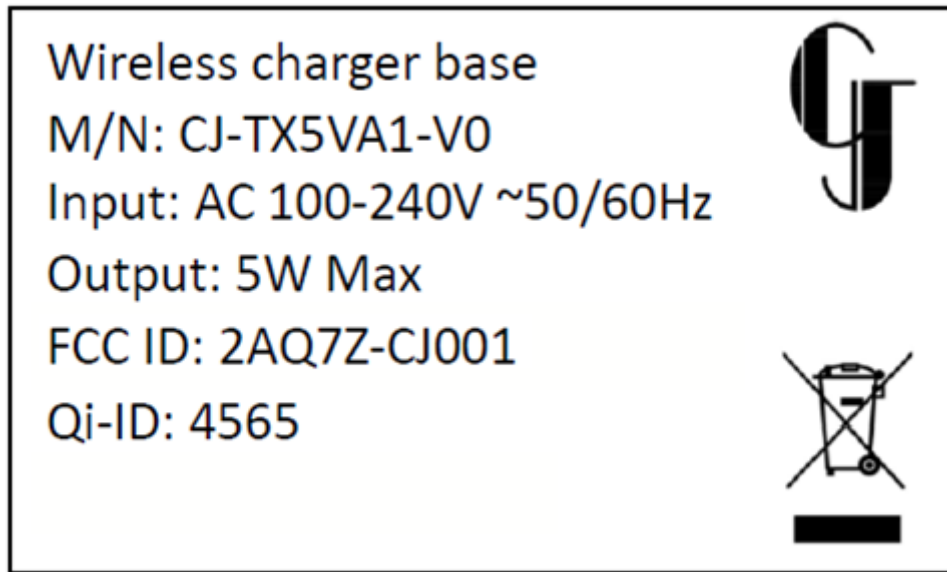 Wireless charger base
M/N: CJ-TX5VA1-V0
Input: AC 100-240V ~50/60Hz
Output: 5W Max
FCC ID: 2AQ7Z-CJ001
Qi-ID: 4565
CJ